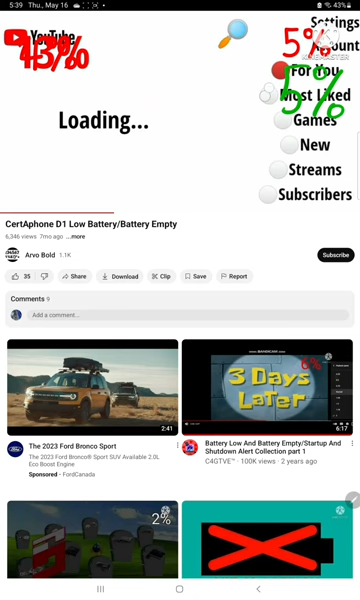 5:39 Thu, May 16
43%
Settings
YouTube
5%
43%
Account
KINEMASTER
For You
5%
Most Liked
Games
Loading...
New
Streams
Subscribers
CertAphone D1 Low Battery/Battery Empty
6,346 views 7mo ago ...more
Arvo Bold 1.1K
Subscribe
35
Share
Download
Clip
Save
Report
Comments 9
Add a comment...
6%
3 Days
Later
2:41
6:17
The 2023 Ford Bronco Sport
The 2023 Ford Bronco® Sport SUV Available 2.0L
Eco Boost Engine
Sponsored · FordCanada
Battery Low And Battery Empty/Startup And
Shutdown Alert Collection part 1
C4GTVE™ · 100K views · 2 years ago
2%